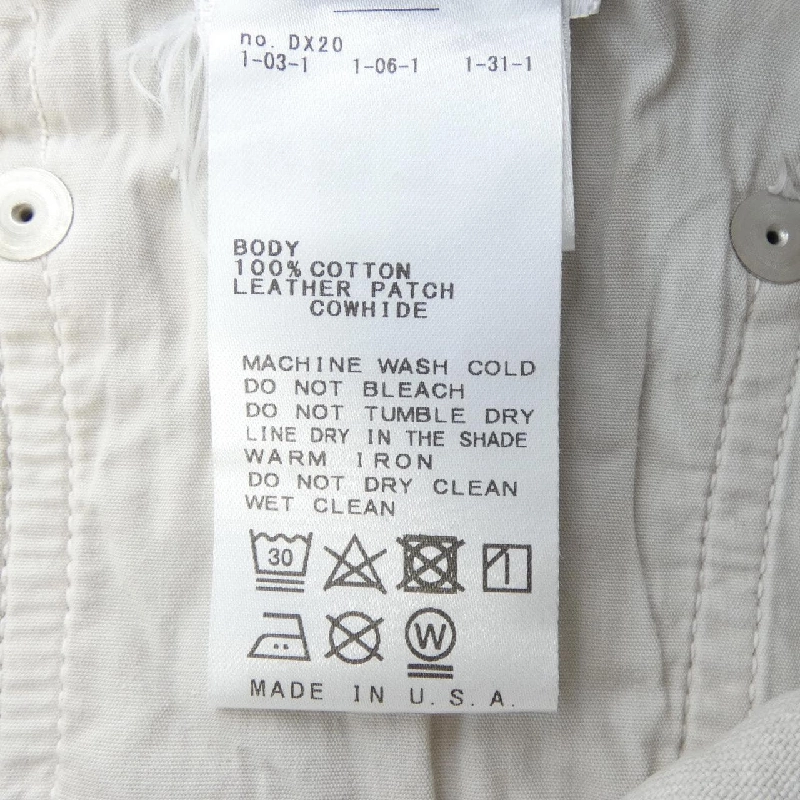 no. DX20
1-03-1 1-06-1 1-31-1
BODY
100% COTTON
LEATHER PATCH
COWHIDE
MACHINE WASH COLD
DO NOT BLEACH
DO NOT TUMBLE DRY
LINE DRY IN THE SHADE
WARM IRON
DO NOT DRY CLEAN
WET CLEAN
30
W
MADE IN U.S.A.